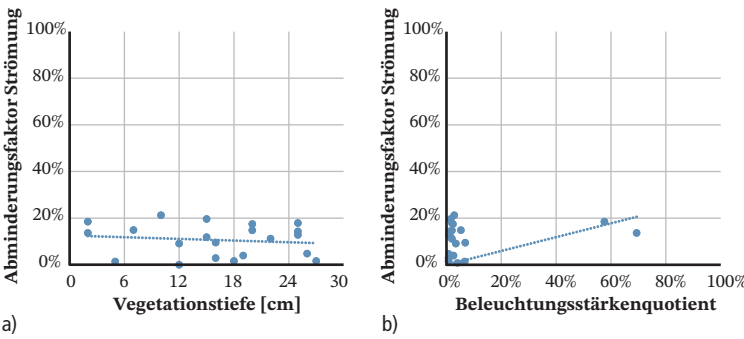 Abminderungsfaktor Strömung
100%
80%
60%
40%
20%
0%
0 6 12 18 24 30
Vegetationstiefe [cm]
a)
Abminderungsfaktor Strömung
100%
80%
60%
40%
20%
0%
0% 20% 40% 60% 80% 100%
Beleuchtungsstärkenquotient
b)